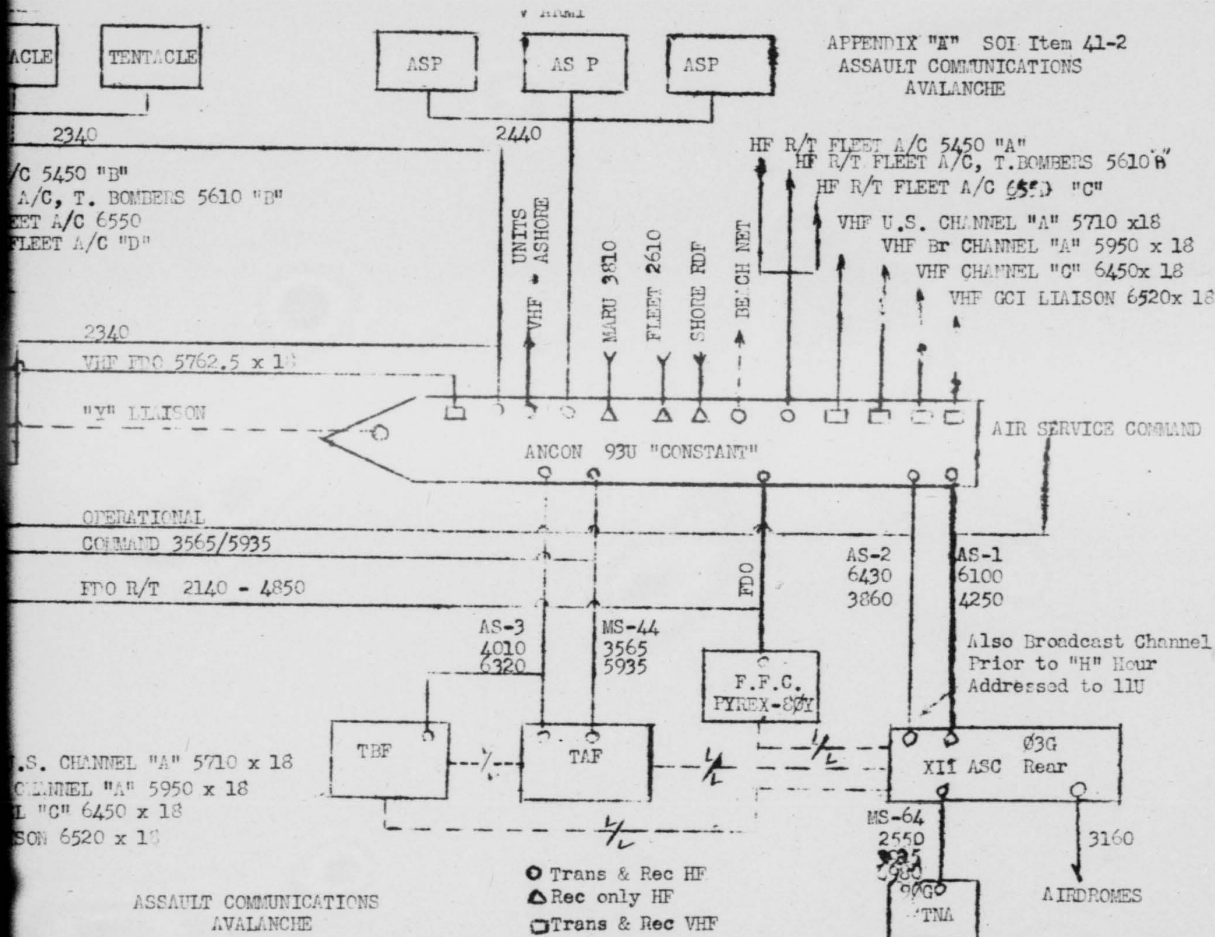 V ARMY
ACLE
TENTACLE
ASP
AS P
ASP
APPENDIX "A" SOI Item 41-2
ASSAULT COMMUNICATIONS
AVALANCHE
2340
2440
HF R/T FLEET A/C 5450 "A"
HF R/T FLEET A/C, T.BOMBERS 5610 "B"
HF R/T FLEET A/C 6550 "C"
VHF U.S. CHANNEL "A" 5710 x18
VHF Br CHANNEL "A" 5950 x 18
VHF CHANNEL "C" 6450x 18
VHF GCI LIAISON 6520x 18
/C 5450 "B"
A/C, T. BOMBERS 5610 "B"
EET A/C 6550
FLEET A/C "D"
VHF * UNITS
ASHORE
MARU 3810
FLEET 2610
SHORE RDF
BEACH NET
2340
VHF FDO 5762.5 x 18
"Y" LIAISON
ANCON 93U "CONSTANT"
AIR SERVICE COMMAND
OPERATIONAL
COMMAND 3565/5935
FDO R/T 2140 - 4850
AS-3
4010
6320
MS-44
3565
5935
FDO
AS-2
6430
3860
AS-1
6100
4250
Also Broadcast Channel
Prior to "H" Hour
Addressed to 11U
F.F.C.
PYREX-8ØY
TBF
L/L
TAF
L/L
L/L
Ø3G
XII ASC Rear
.S. CHANNEL "A" 5710 x 18
CHANNEL "A" 5950 x 18
L "C" 6450 x 18
SON 6520 x 18
L/L
MS-64
2550
9ØG
TNA
3160
AIRDROMES
Trans & Rec HF
Rec only HF
Trans & Rec VHF
ASSAULT COMMUNICATIONS
AVALANCHE